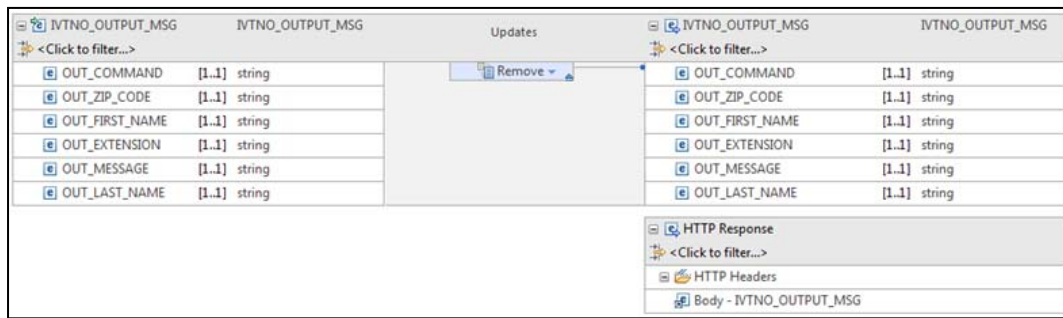 IVTNO_OUTPUT_MSG IVTNO_OUTPUT_MSG Updates IVTNO_OUTPUT_MSG IVTNO_OUTPUT_MSG
<Click to filter...> <Click to filter...>
OUT_COMMAND [1..1] string Remove OUT_COMMAND [1..1] string
OUT_ZIP_CODE [1..1] string OUT_ZIP_CODE [1..1] string
OUT_FIRST_NAME [1..1] string OUT_FIRST_NAME [1..1] string
OUT_EXTENSION [1..1] string OUT_EXTENSION [1..1] string
OUT_MESSAGE [1..1] string OUT_MESSAGE [1..1] string
OUT_LAST_NAME [1..1] string OUT_LAST_NAME [1..1] string
HTTP Response
<Click to filter...>
HTTP Headers
Body - IVTNO_OUTPUT_MSG